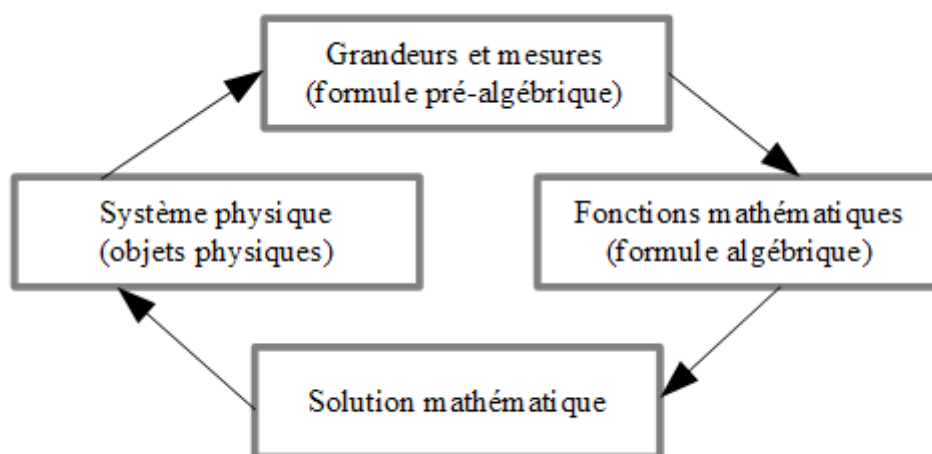 Grandeurs et mesures
(formule pré-algébrique)
Système physique
(objets physiques)
Fonctions mathématiques
(formule algébrique)
Solution mathématique